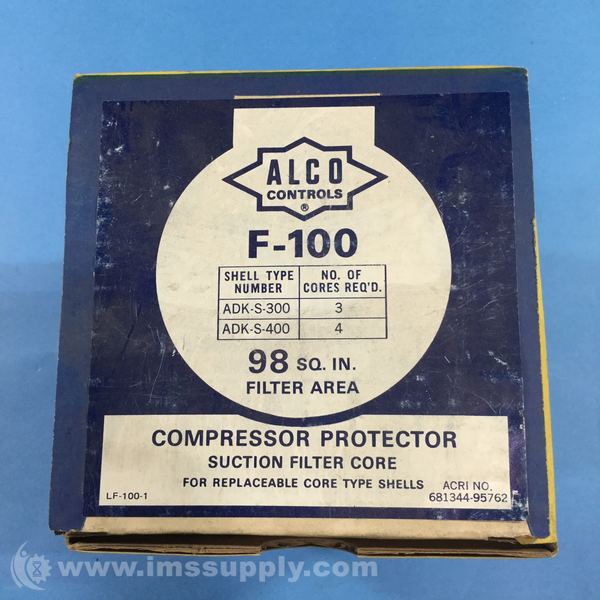 ALCO
CONTROLS
®
F-100
SHELL TYPE NUMBER NO. OF CORES REQ'D.
ADK-S-300 3
ADK-S-400 4
98 SQ. IN.
FILTER AREA
COMPRESSOR PROTECTOR
SUCTION FILTER CORE
FOR REPLACEABLE CORE TYPE SHELLS
LF-100-1
ACRI NO.
681344-95762
www.imssupply.com